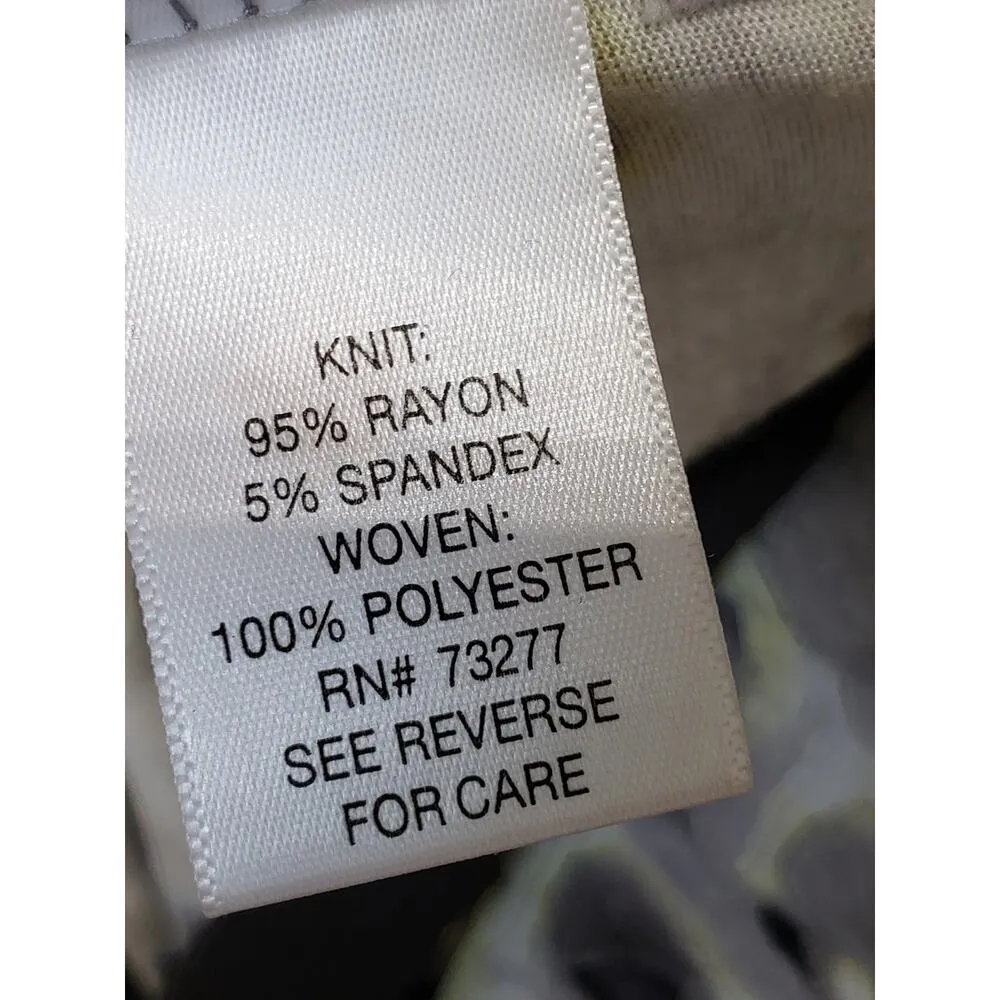 KNIT:
95% RAYON
5% SPANDEX
WOVEN:
100% POLYESTER
RN# 73277
SEE REVERSE
FOR CARE